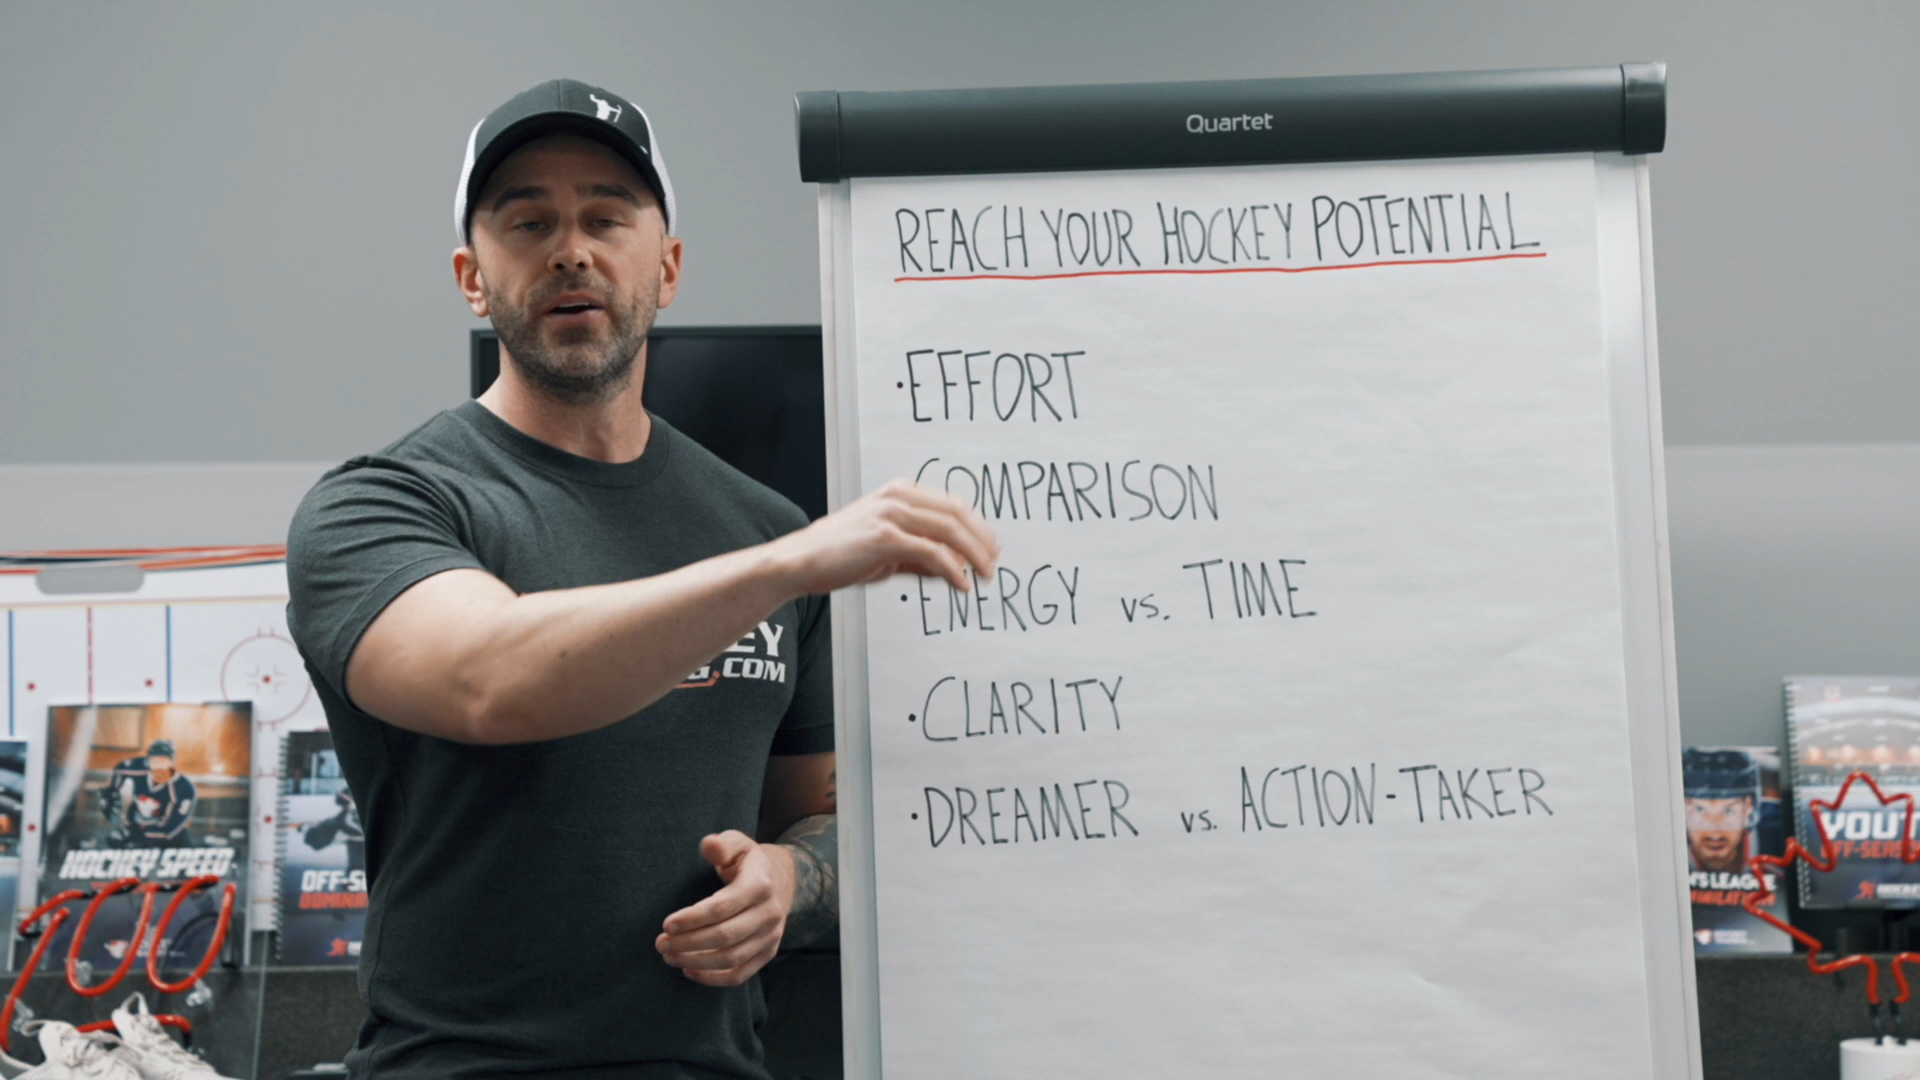 Quartet
REACH YOUR HOCKEY POTENTIAL
·EFFORT
COMPARISON
·ENERGY vs. TIME
·CLARITY
·DREAMER vs. ACTION-TAKER
.COM
HOCKEY SPEED